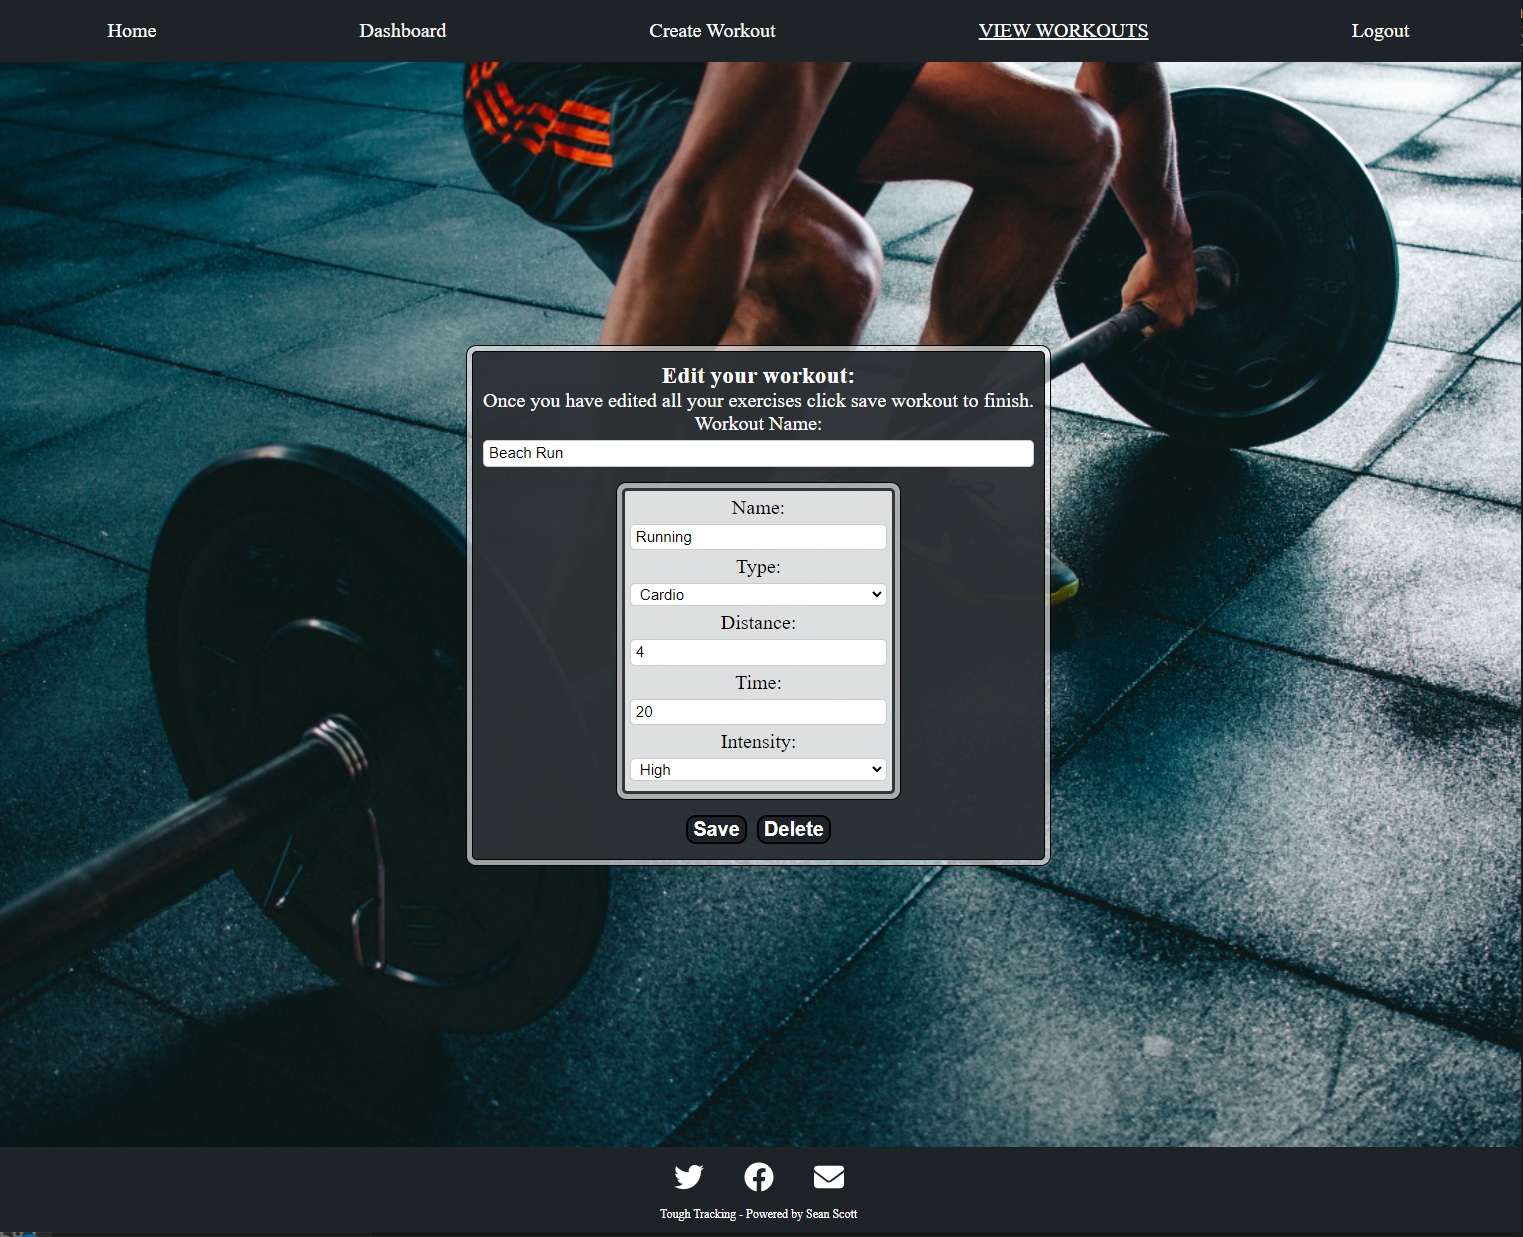 Home Dashboard Create Workout VIEW WORKOUTS Logout
Edit your workout:
Once you have edited all your exercises click save workout to finish.
Workout Name:
Beach Run
Name:
Running
Type:
Cardio
Distance:
4
Time:
20
Intensity:
High
Save Delete
Tough Tracking - Powered by Sean Scott